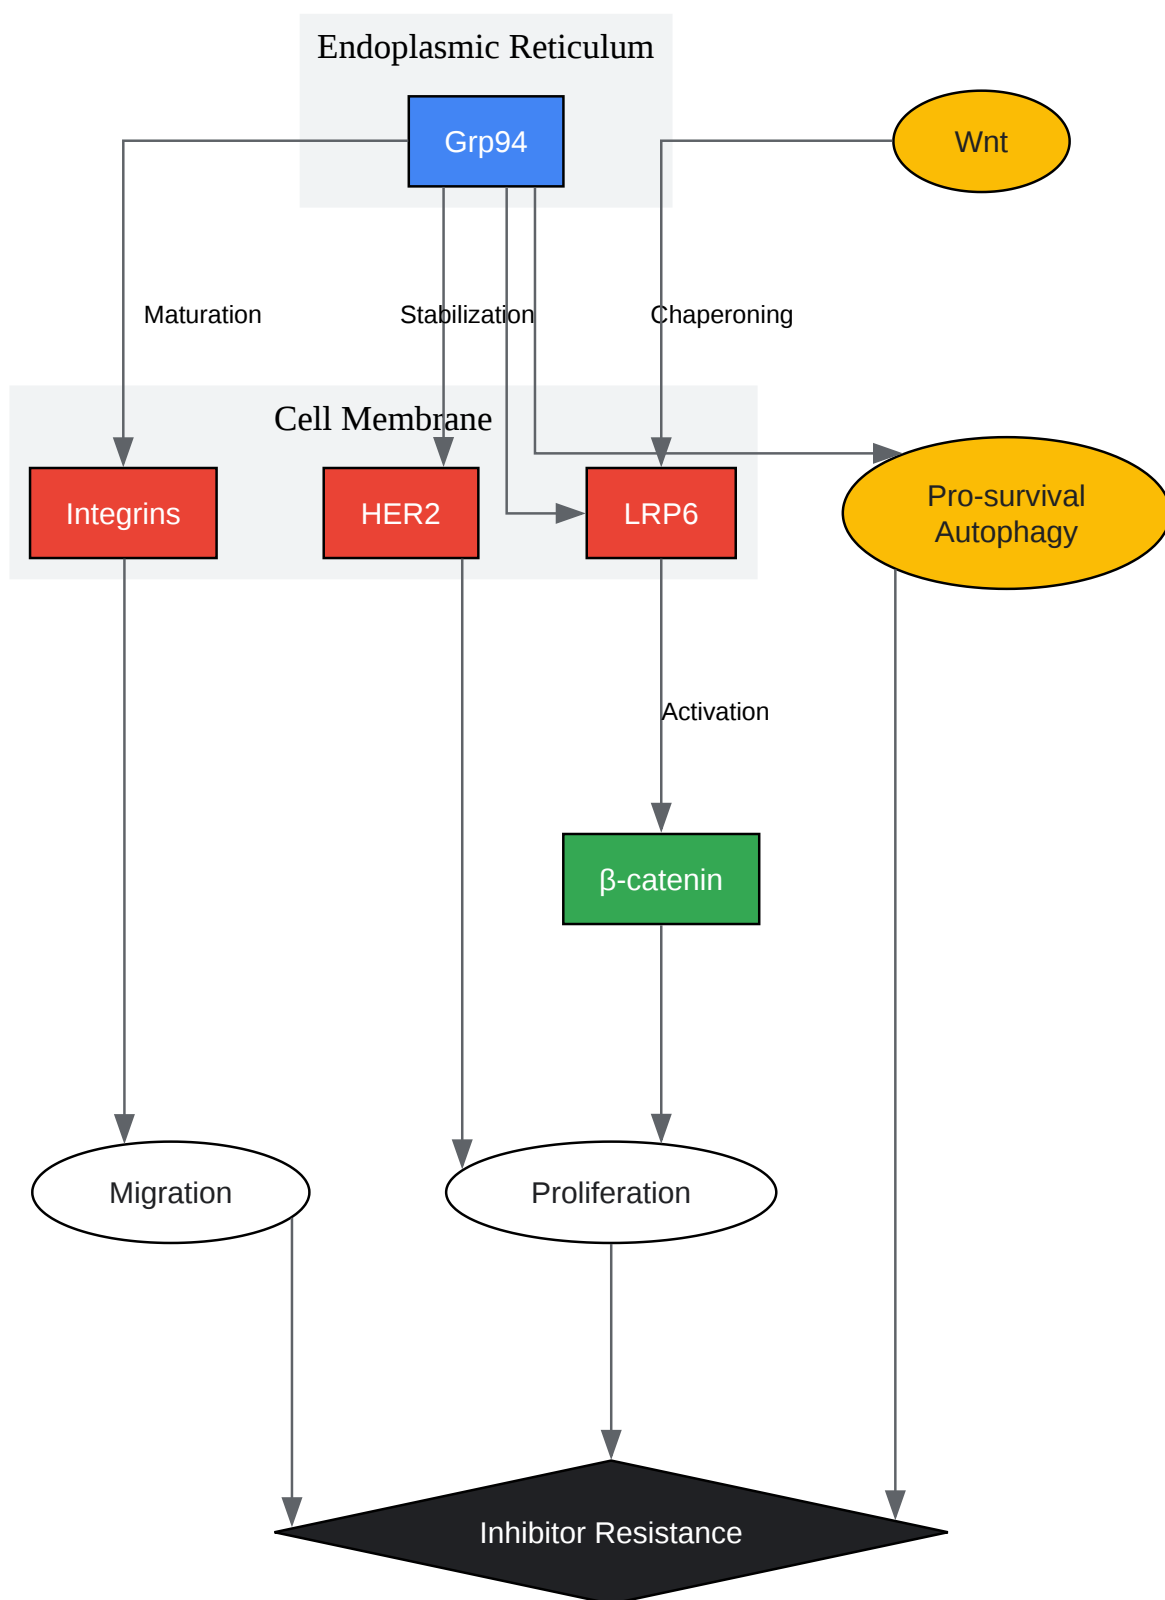 Endoplasmic Reticulum
Grp94
Wnt
Maturation
Stabilization
Chaperoning
Cell Membrane
Integrins
HER2
LRP6
Pro-survival
Autophagy
Activation
β-catenin
Migration
Proliferation
Inhibitor Resistance